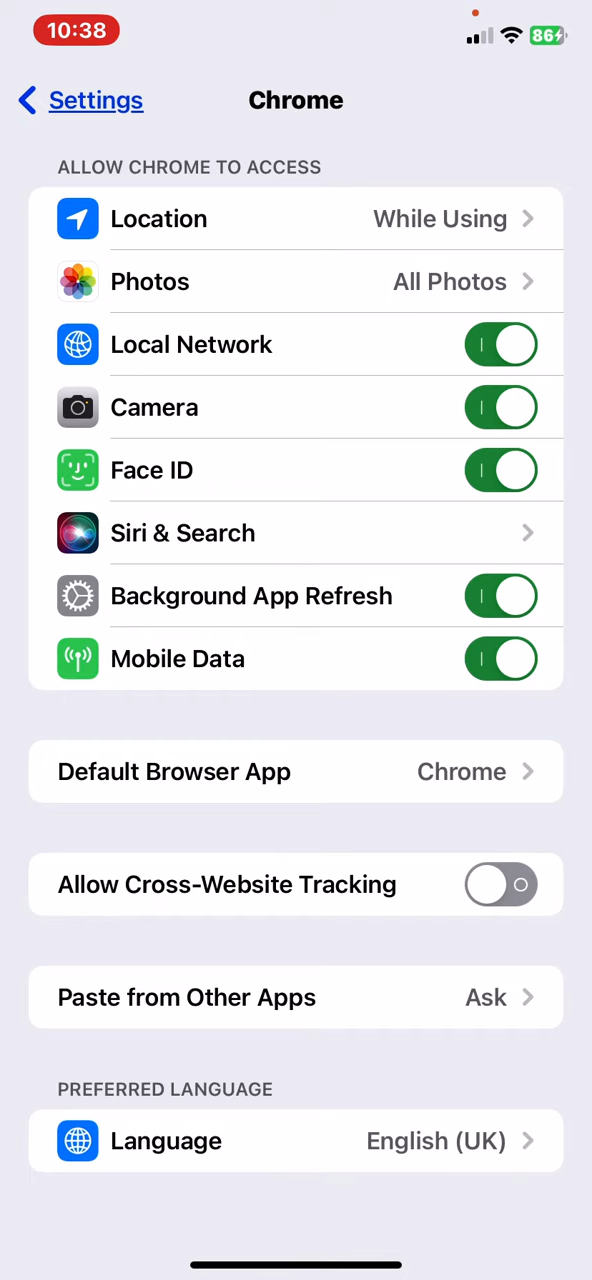 10:38
86
Settings
Chrome
ALLOW CHROME TO ACCESS
Location While Using
Photos All Photos
Local Network
Camera
Face ID
Siri & Search
Background App Refresh
Mobile Data
Default Browser App Chrome
Allow Cross-Website Tracking
Paste from Other Apps Ask
PREFERRED LANGUAGE
Language English (UK)